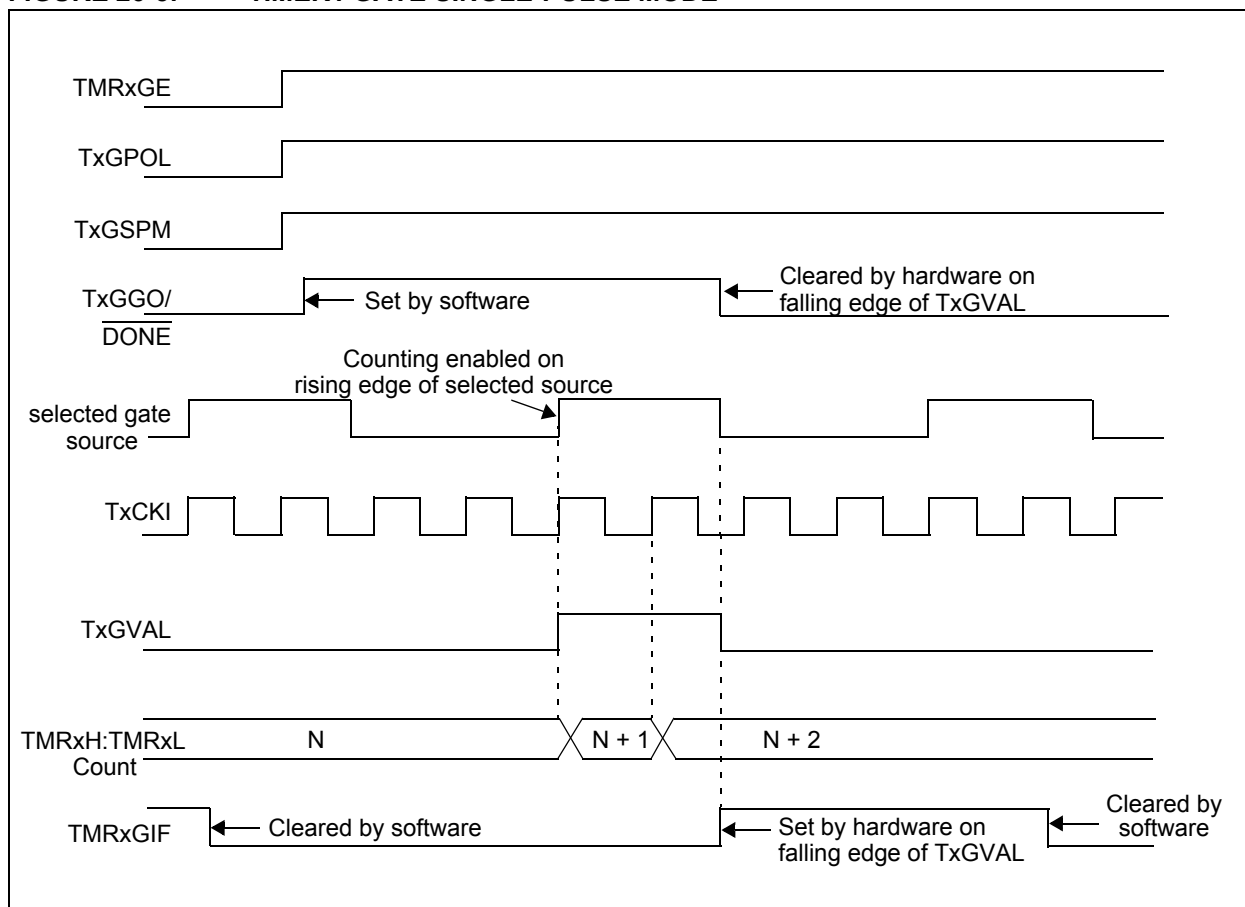 TMRxGE
TxGPOL
TxGSPM
TxGGO/
DONE
Set by software
Cleared by hardware on
falling edge of TxGVAL
Counting enabled on
rising edge of selected source
selected gate
source
TxCKI
TxGVAL
TMRxH:TMRxL
Count
N
N + 1
N + 2
TMRxGIF
Cleared by software
Set by hardware on
falling edge of TxGVAL
Cleared by
software